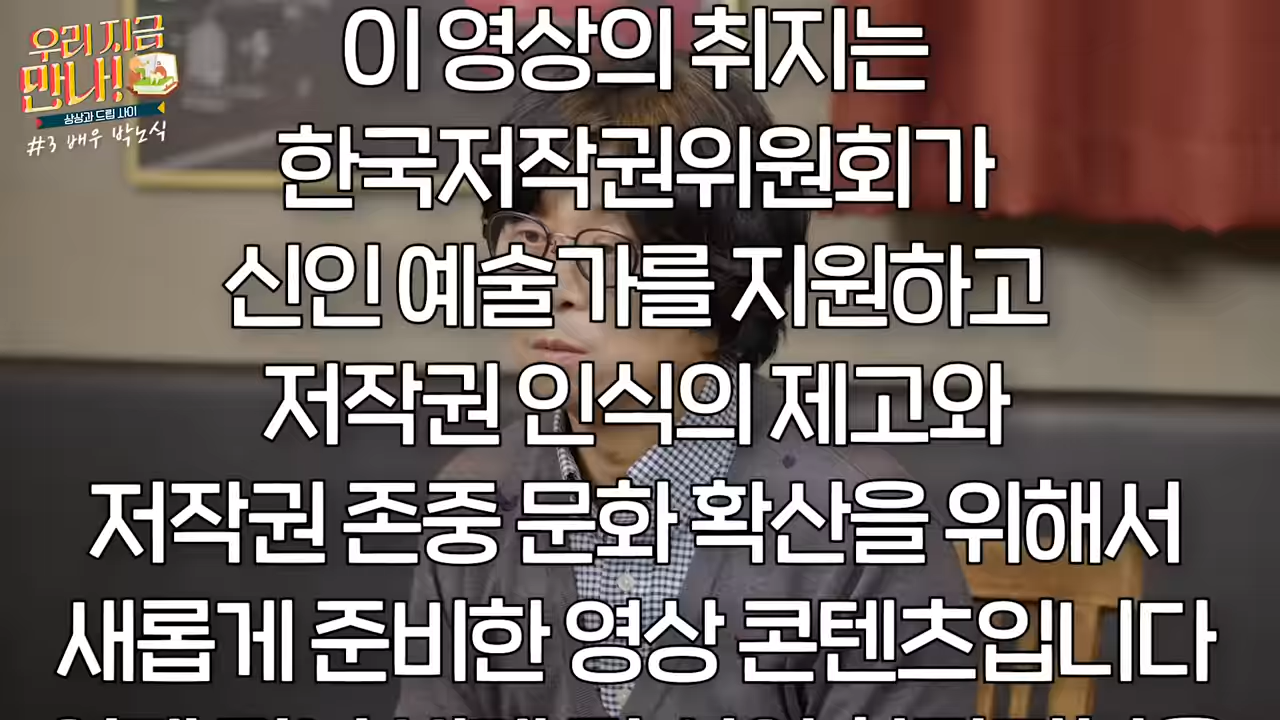 우리 지금
만나!
상상과 드립 사이
#3 배우 박노식
이 영상의 취지는
한국저작권위원회가
신인 예술가를 지원하고
저작권 인식의 제고와
저작권 존중 문화 확산을 위해서
새롭게 준비한 영상 콘텐츠입니다